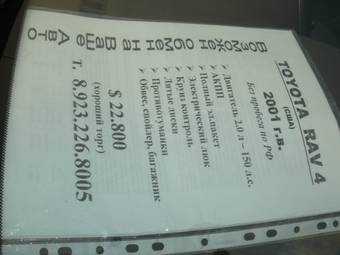 TOYOTA RAV 4
(США)
2001 г.в.
Без пробега по РФ
➢ Двигатель 2.0 л – 150 л.с.
➢ АКПП
➢ Полный эл.пакет
➢ Электрический люк
➢ Круиз контроль
➢ Литые диски
➢ Противотуманки
➢ Обвес, спойлер, багажник
$ 22.800
(хороший торг)
т. 8.923.226.8005
Возможен обмен на Ваше Авто